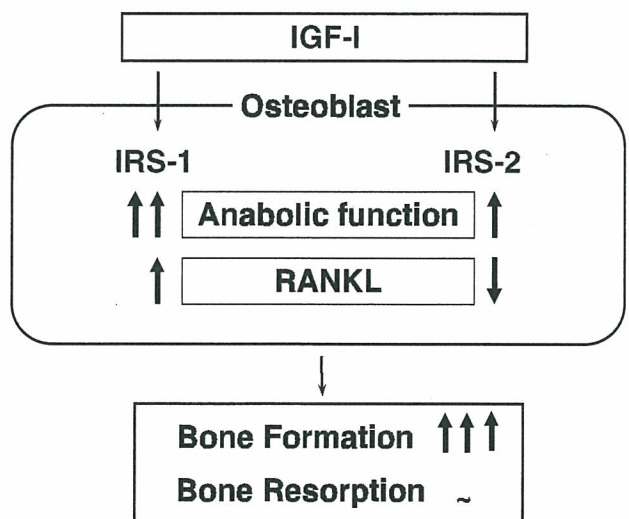 IGF-I
Osteoblast
IRS-1 IRS-2
Anabolic function
RANKL
Bone Formation
Bone Resorption ~